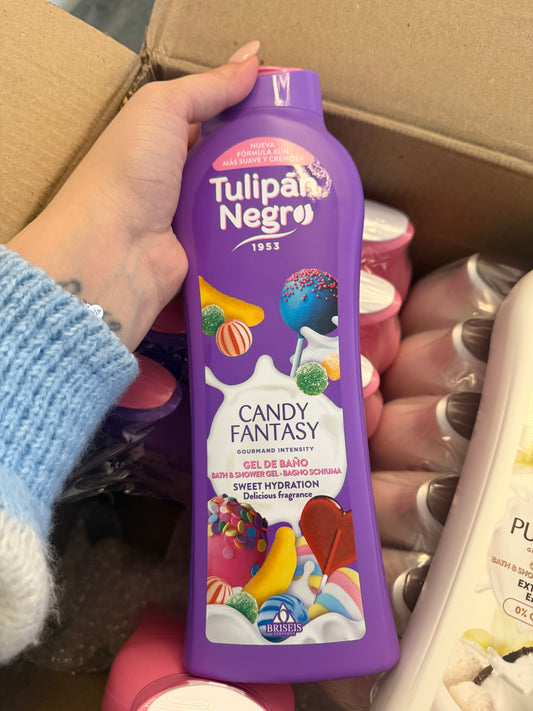 NUEVA
FÓRMULA AÚN
MÁS SUAVE Y CREMOSA
Tulipán
Negro
1953
CANDY
FANTASY
GOURMAND INTENSITY
GEL DE BAÑO
BATH & SHOWER GEL - BAGNO SCHIUMA
SWEET HYDRATION
Delicious fragrance
BRISEIS
PU
BATH & SHO
EXT
0%